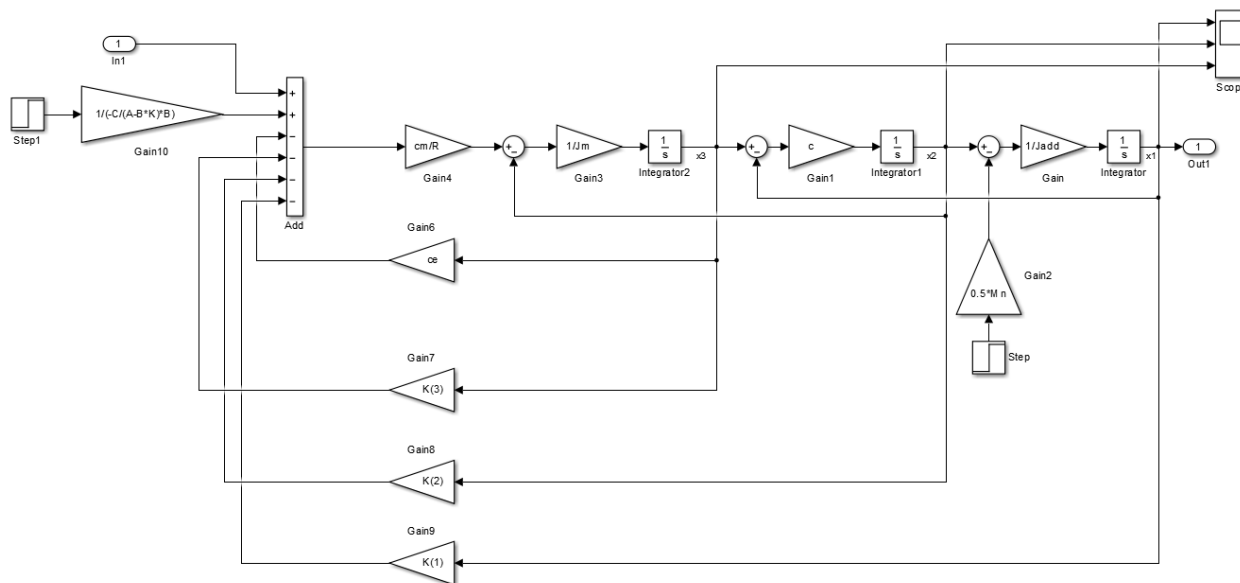 1
In1
Step1
1/(-C/(A-B*K)*B)
Gain10
+
+
−
−
−
−
Add
cm/R
Gain4
+
−
1/Jm
Gain3
1
s
Integrator2
x3
+
−
c
Gain1
1
s
Integrator1
x2
+
−
1/Jadd
Gain
1
s
Integrator
x1
1
Out1
Scop
Gain6
ce
Gain2
0.5*Mn
Step
Gain7
K(3)
Gain8
K(2)
Gain9
K(1)